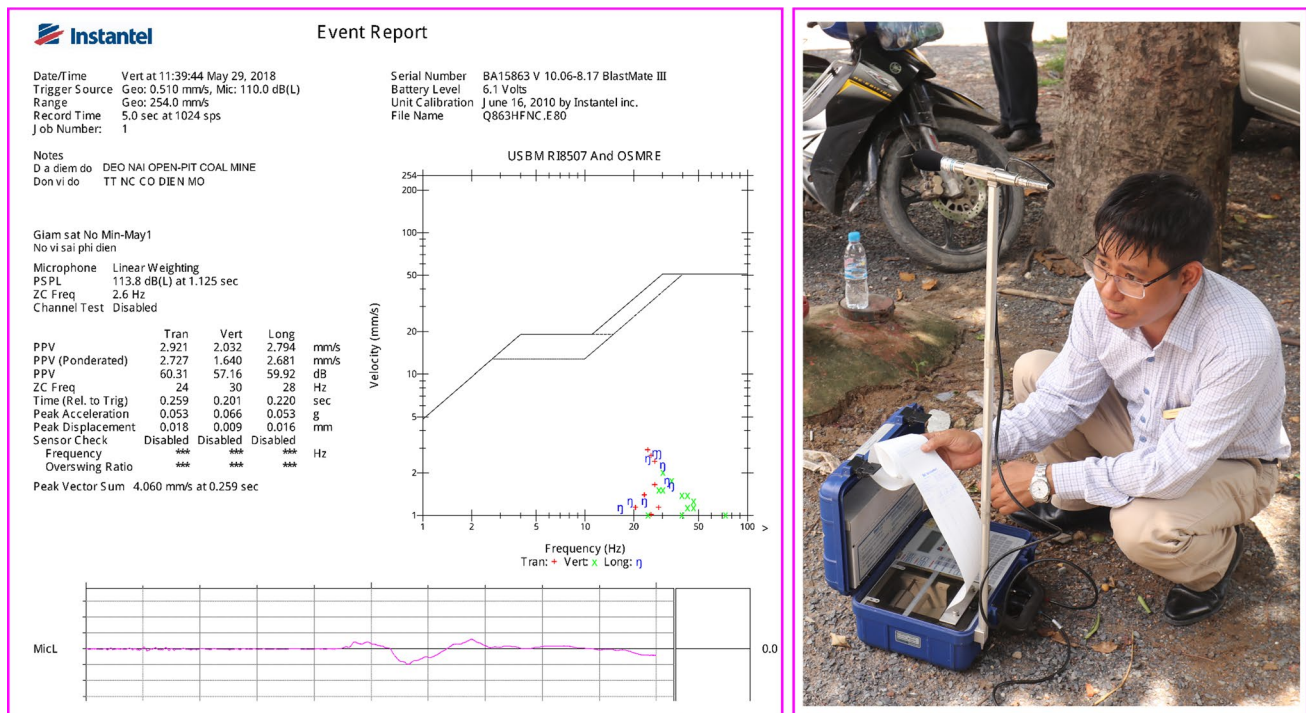 Instantel
Event Report
Date/Time Vert at 11:39:44 May 29, 2018
Trigger Source Geo: 0.510 mm/s, Mic: 110.0 dB(L)
Range Geo: 254.0 mm/s
Record Time 5.0 sec at 1024 sps
Job Number: 1
Serial Number BA15863 V 10.06-8.17 BlastMate III
Battery Level 6.1 Volts
Unit Calibration June 16, 2010 by Instantel inc.
File Name Q863HFNC.E80
Notes
D a diem do DEO NAI OPEN-PIT COAL MINE
Don vi do TT NC CO DIEN MO
Giam sat No Min-May1
No vi sai phi dien
Microphone Linear Weighting
PSPL 113.8 dB(L) at 1.125 sec
ZC Freq 2.6 Hz
Channel Test Disabled
Tran Vert Long
PPV 2.921 2.032 2.794 mm/s
PPV (Ponderated) 2.727 1.640 2.681 mm/s
PPV 60.31 57.16 59.92 dB
ZC Freq 24 30 28 Hz
Time (Rel. to Trig) 0.259 0.201 0.220 sec
Peak Acceleration 0.053 0.066 0.053 g
Peak Displacement 0.018 0.009 0.016 mm
Sensor Check Disabled Disabled Disabled
Frequency *** *** *** Hz
Overswing Ratio *** *** ***
Peak Vector Sum 4.060 mm/s at 0.259 sec
USBM RI8507 And OSMRE
254
200
100
50
20
10
5
2
1
Velocity (mm/s)
1 2 5 10 20 50 100 >
Frequency (Hz)
Tran: + Vert: x Long: η
MicL
0.0